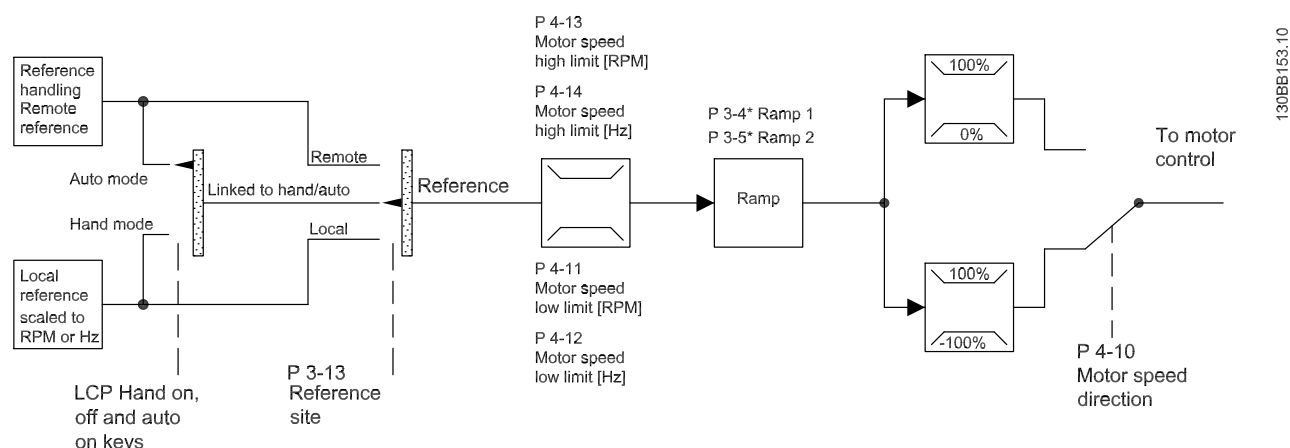 Reference
handling
Remote
reference
Auto mode
Hand mode
Local
reference
scaled to
RPM or Hz
LCP Hand on,
off and auto
on keys
Linked to hand/auto
Remote
Local
P 3-13
Reference
site
Reference
P 4-13
Motor speed
high limit [RPM]
P 4-14
Motor speed
high limit [Hz]
P 4-11
Motor speed
low limit [RPM]
P 4-12
Motor speed
low limit [Hz]
P 3-4* Ramp 1
P 3-5* Ramp 2
Ramp
100%
0%
100%
-100%
To motor
control
P 4-10
Motor speed
direction
130BB153.10